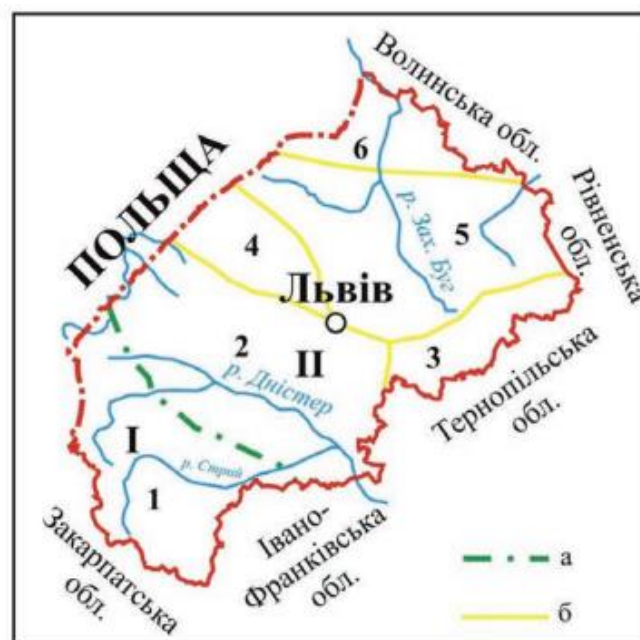 Волинська обл.
6
ПОЛЬЩА
Рівненська
обл.
р. Зах. Буг
5
4
Львів
2
II
3
р. Дністер
Тернопільська
обл.
I
р. Стрий
1
Закарпатська
обл.
Івано-
Франківська
обл.
а
б